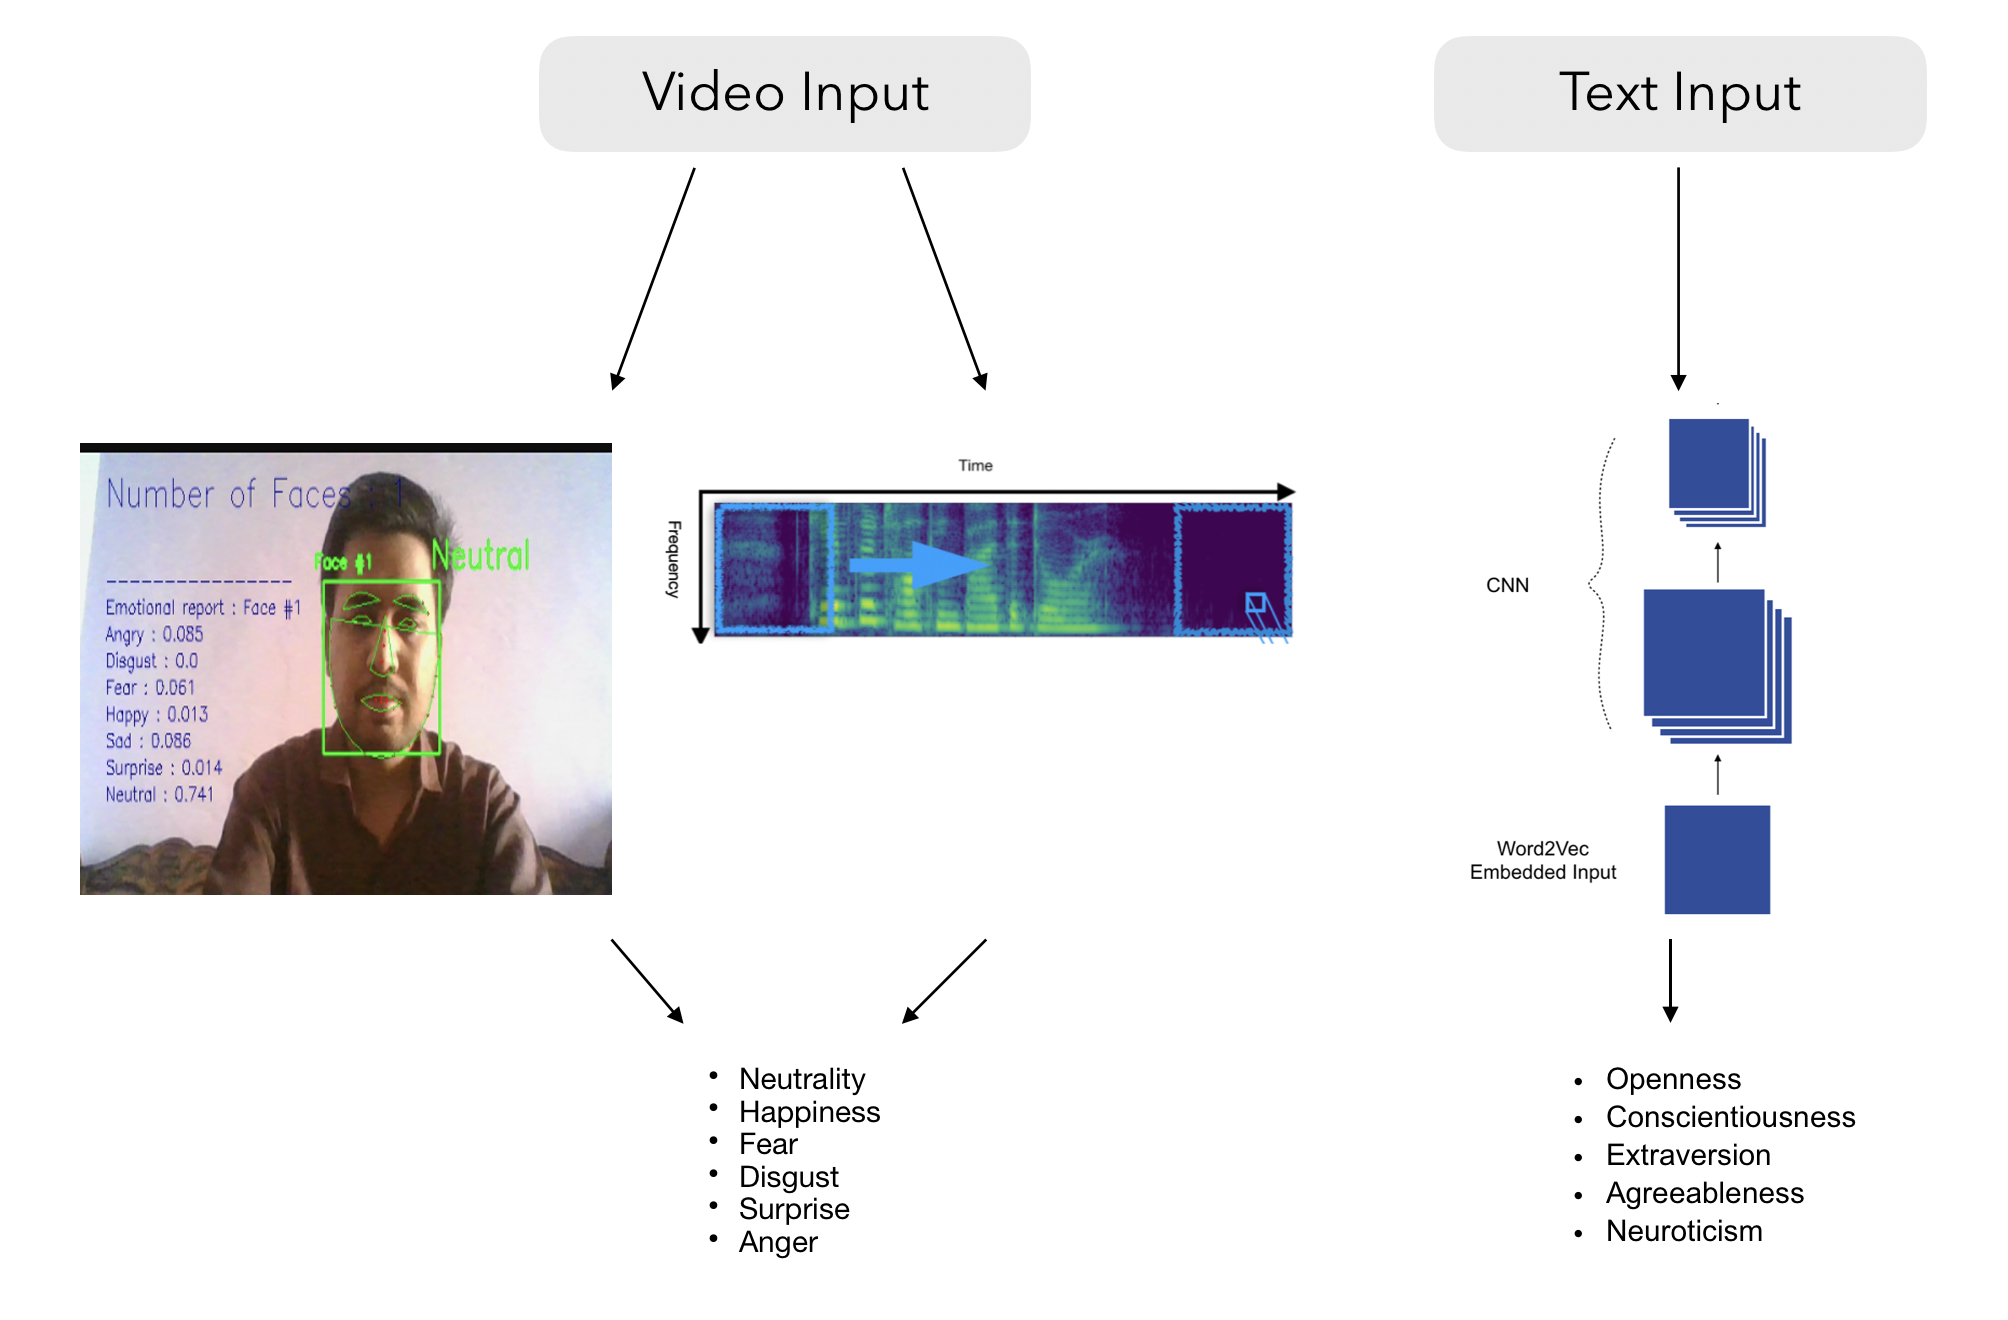 Video Input
Text Input
Number of Faces : 1
----------------
Emotional report : Face #1
Angry : 0.085
Disgust : 0.0
Fear : 0.061
Happy : 0.013
Sad : 0.086
Surprise : 0.014
Neutral : 0.741
Face #1
Neutral
Time
Frequency
CNN
Word2Vec
Embedded Input
• Neutrality
• Happiness
• Fear
• Disgust
• Surprise
• Anger
• Openness
• Conscientiousness
• Extraversion
• Agreeableness
• Neuroticism